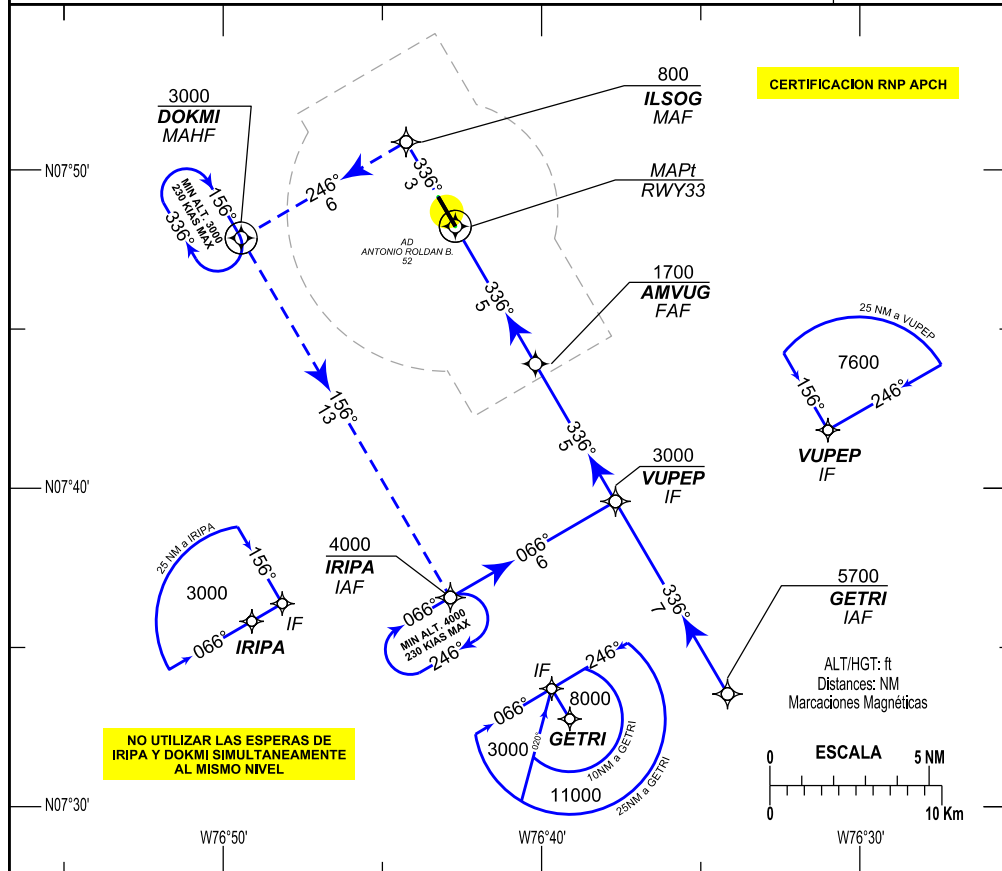 CERTIFICACION RNP APCH
800
ILSOG
MAF
3000
DOKMI
MAHF
MAPt
RWY33
N07°50'
246°
6
336°
3
156°
MIN ALT. 3000
230 KIAS MAX
336°
AD
ANTONIO ROLDAN B.
52
336°
5
1700
AMVUG
FAF
25 NM a VUPEP
7600
156°
246°
VUPEP
IF
156°
13
336°
5
3000
VUPEP
IF
N07°40'
25 NM a IRIPA
3000
156°
066°
IF
IRIPA
4000
IRIPA
IAF
066°
6
066°
MIN ALT. 4000
230 KIAS MAX
246°
336°
7
5700
GETRI
IAF
ALT/HGT: ft
Distances: NM
Marcaciones Magnéticas
IF
246°
066°
8000
GETRI
3000
020°
10NM a GETRI
11000
25NM a GETRI
NO UTILIZAR LAS ESPERAS DE
IRIPA Y DOKMI SIMULTANEAMENTE
AL MISMO NIVEL
ESCALA
0
5 NM
0
10 Km
N07°30'
W76°50'
W76°40'
W76°30'